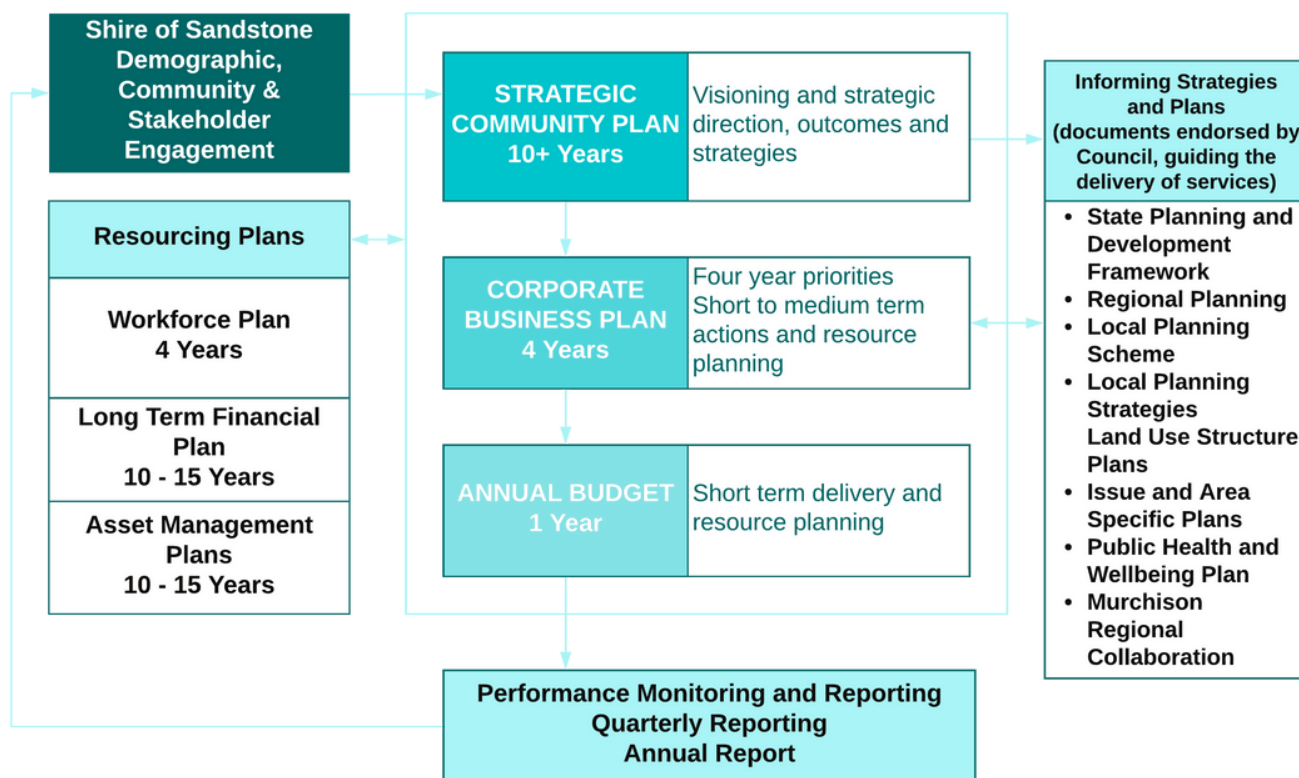 Shire of Sandstone
Demographic,
Community &
Stakeholder
Engagement
Resourcing Plans
Workforce Plan
4 Years
Long Term Financial
Plan
10 - 15 Years
Asset Management
Plans
10 - 15 Years
STRATEGIC
COMMUNITY PLAN
10+ Years
Visioning and strategic
direction, outcomes and
strategies
CORPORATE
BUSINESS PLAN
4 Years
Four year priorities
Short to medium term
actions and resource
planning
ANNUAL BUDGET
1 Year
Short term delivery and
resource planning
Performance Monitoring and Reporting
Quarterly Reporting
Annual Report
Informing Strategies
and Plans
(documents endorsed by
Council, guiding the
delivery of services)
• State Planning and
Development
Framework
• Regional Planning
• Local Planning
Scheme
• Local Planning
Strategies
Land Use Structure
Plans
• Issue and Area
Specific Plans
• Public Health and
Wellbeing Plan
• Murchison
Regional
Collaboration